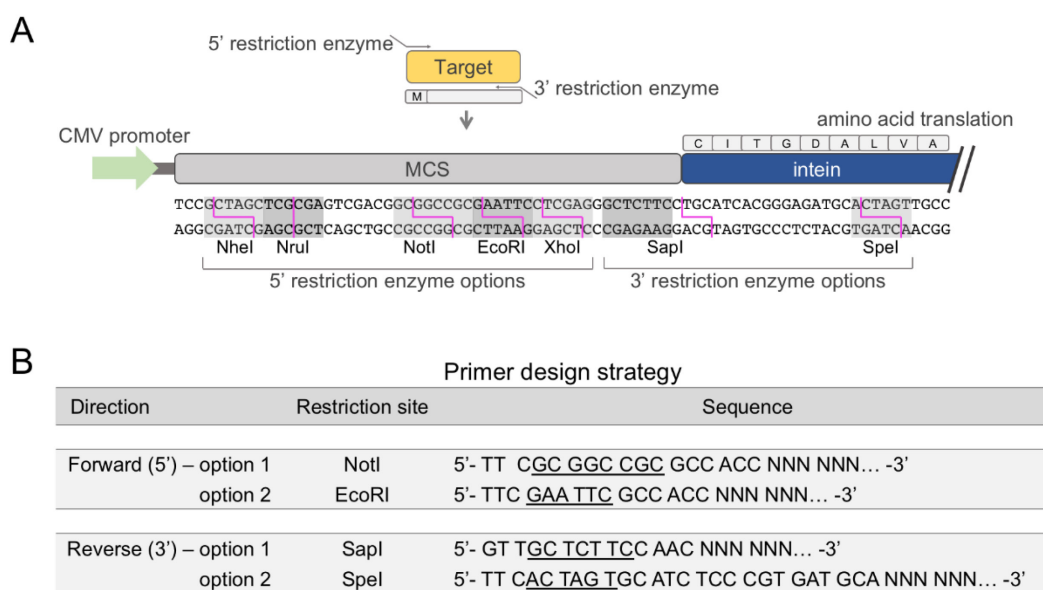 A
5’ restriction enzyme
Target
M
3’ restriction enzyme
CMV promoter
amino acid translation
C I T G D A L V A
MCS
intein
TCCGCTAGCTCGCGAGTCGACGGCGGCCGCGAATTCCTCGAGGGCTCTTCCTGCATCACGGGAGATGCACTAGTTGCC
AGGCGATCGAGCGCTCAGCTGCCGCCGGCGCTTAAGGAGCTCCCGAGAAGGACGTAGTGCCCTCTACGTGATCAACGG
NheI NruI NotI EcoRI XhoI SapI SpeI
5’ restriction enzyme options
3’ restriction enzyme options
B
Primer design strategy
Direction Restriction site Sequence
Forward (5’) – option 1 NotI 5’- TT CGC GGC CGC GCC ACC NNN NNN… -3’
option 2 EcoRI 5’- TTC GAA TTC GCC ACC NNN NNN… -3’
Reverse (3’) – option 1 SapI 5’- GT TGC TCT TCC AAC NNN NNN… -3’
option 2 SpeI 5’- TT CAC TAG TGC ATC TCC CGT GAT GCA NNN NNN… -3’